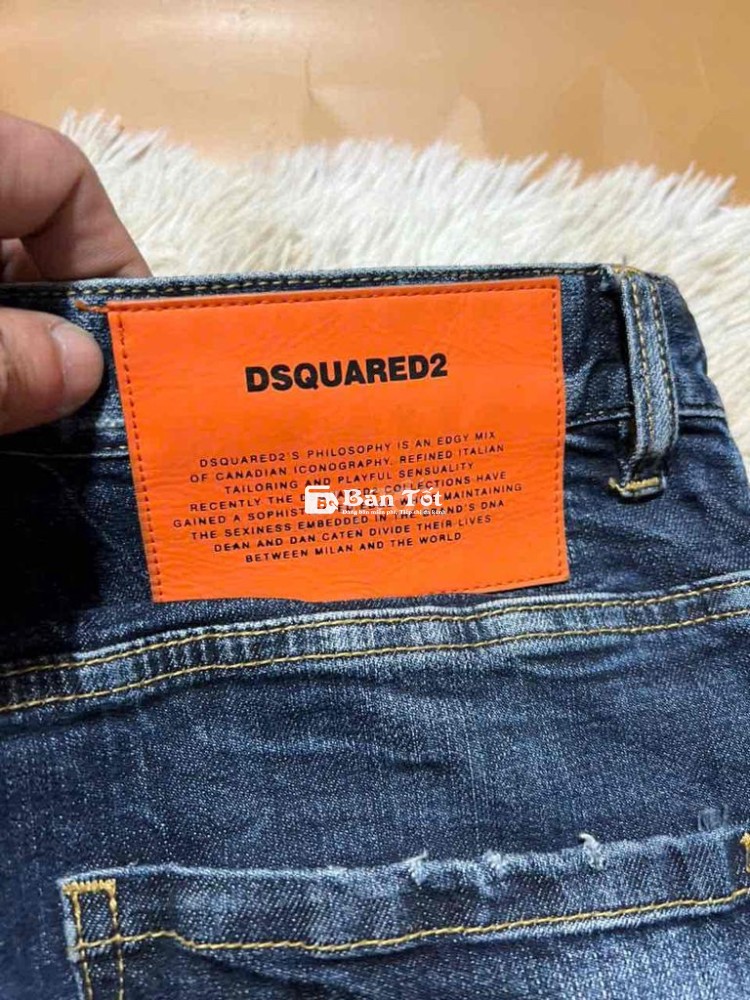 DSQUARED2
DSQUARED2'S PHILOSOPHY IS AN EDGY MIX
OF CANADIAN ICONOGRAPHY, REFINED ITALIAN
TAILORING AND PLAYFUL SENSUALITY
RECENTLY THE COLLECTIONS HAVE
GAINED A MAINTAINING
THE SEXINESS EMBEDDED IN DNA
DEAN AND DAN CATEN DIVIDE THEIR LIVES
BETWEEN MILAN AND THE WORLD
Bán Tốt